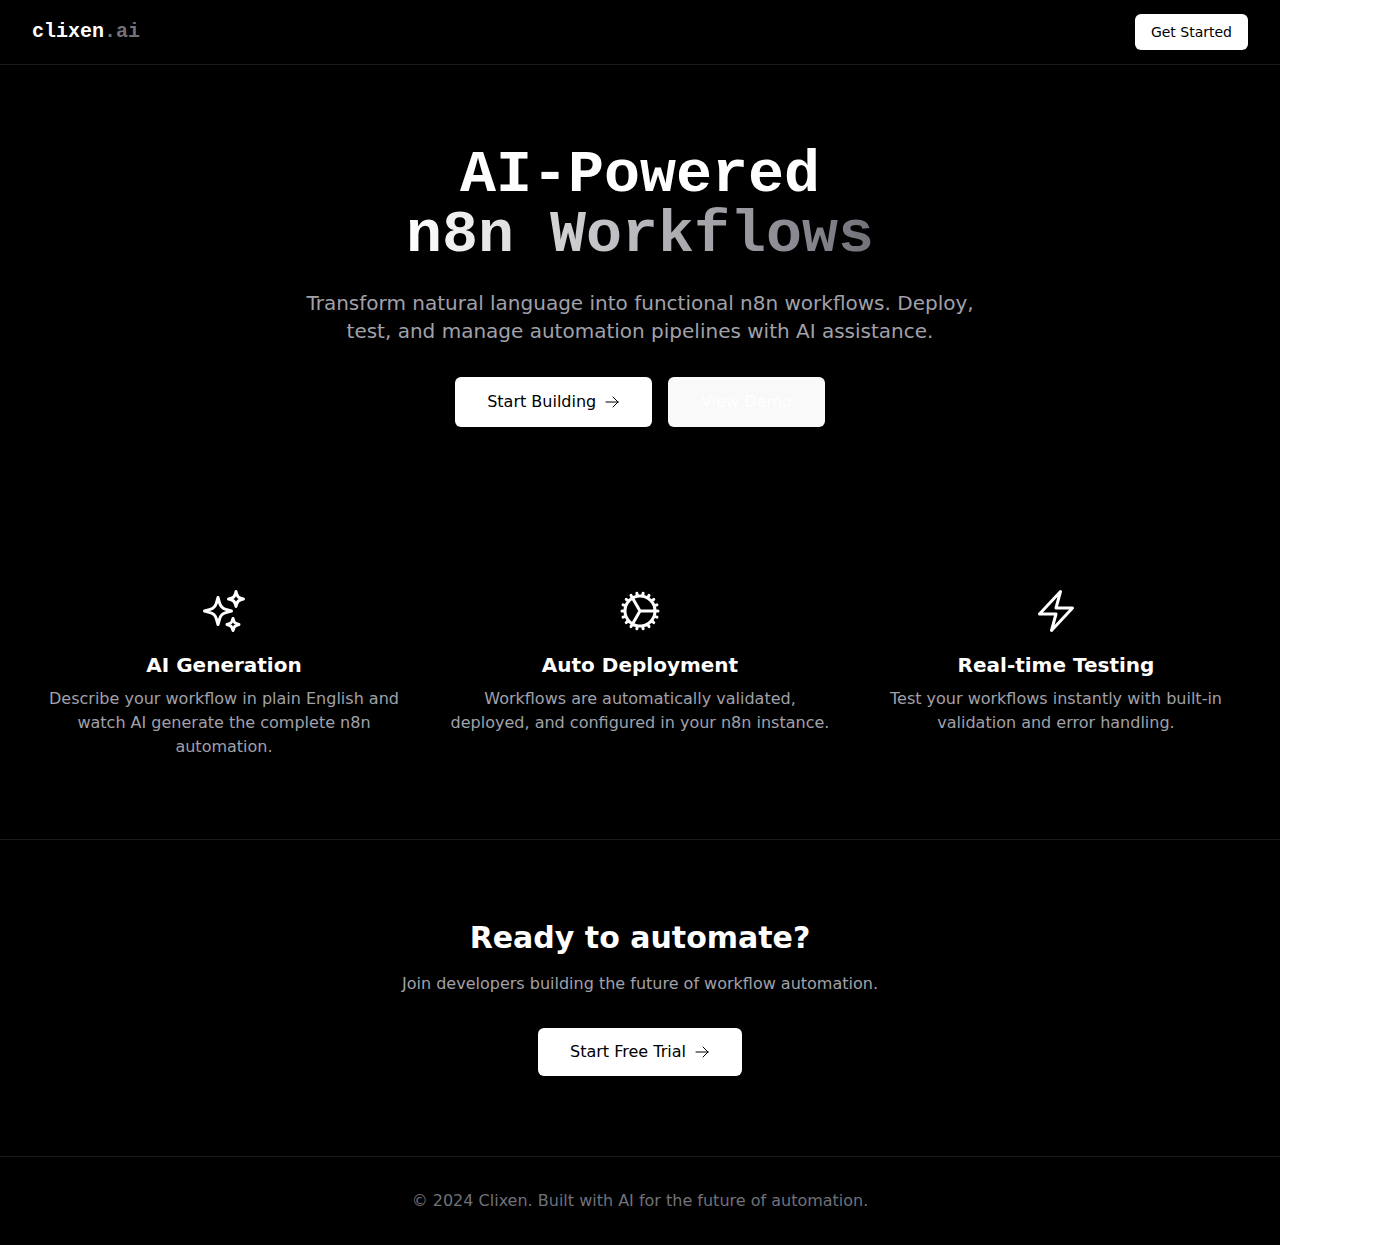 clixen.ai
Get Started
AI-Powered
n8n Workflows
Transform natural language into functional n8n workflows. Deploy,
test, and manage automation pipelines with AI assistance.
Start Building
View Demo
AI Generation
Describe your workflow in plain English and
watch AI generate the complete n8n
automation.
Auto Deployment
Workflows are automatically validated,
deployed, and configured in your n8n instance.
Real-time Testing
Test your workflows instantly with built-in
validation and error handling.
Ready to automate?
Join developers building the future of workflow automation.
Start Free Trial
© 2024 Clixen. Built with AI for the future of automation.